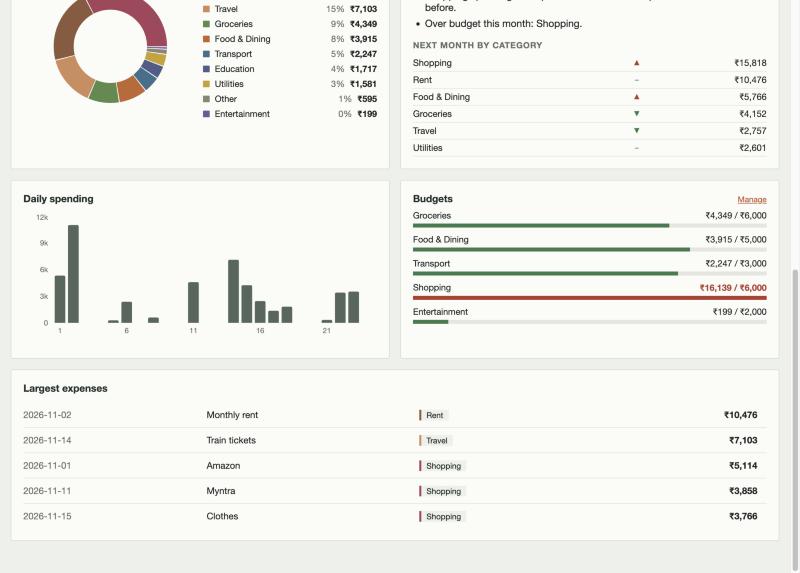 Travel 15% ₹7,103
Groceries 9% ₹4,349
Food & Dining 8% ₹3,915
Transport 5% ₹2,247
Education 4% ₹1,717
Utilities 3% ₹1,581
Other 1% ₹595
Entertainment 0% ₹199
before.
• Over budget this month: Shopping.
NEXT MONTH BY CATEGORY
Shopping ▲ ₹15,818
Rent – ₹10,476
Food & Dining ▲ ₹5,766
Groceries ▼ ₹4,152
Travel ▼ ₹2,757
Utilities – ₹2,601
Daily spending
12k
9k
6k
3k
0
1 6 11 16 21
Budgets Manage
Groceries ₹4,349 / ₹6,000
Food & Dining ₹3,915 / ₹5,000
Transport ₹2,247 / ₹3,000
Shopping ₹16,139 / ₹6,000
Entertainment ₹199 / ₹2,000
Largest expenses
2026-11-02 Monthly rent Rent ₹10,476
2026-11-14 Train tickets Travel ₹7,103
2026-11-01 Amazon Shopping ₹5,114
2026-11-11 Myntra Shopping ₹3,858
2026-11-15 Clothes Shopping ₹3,766